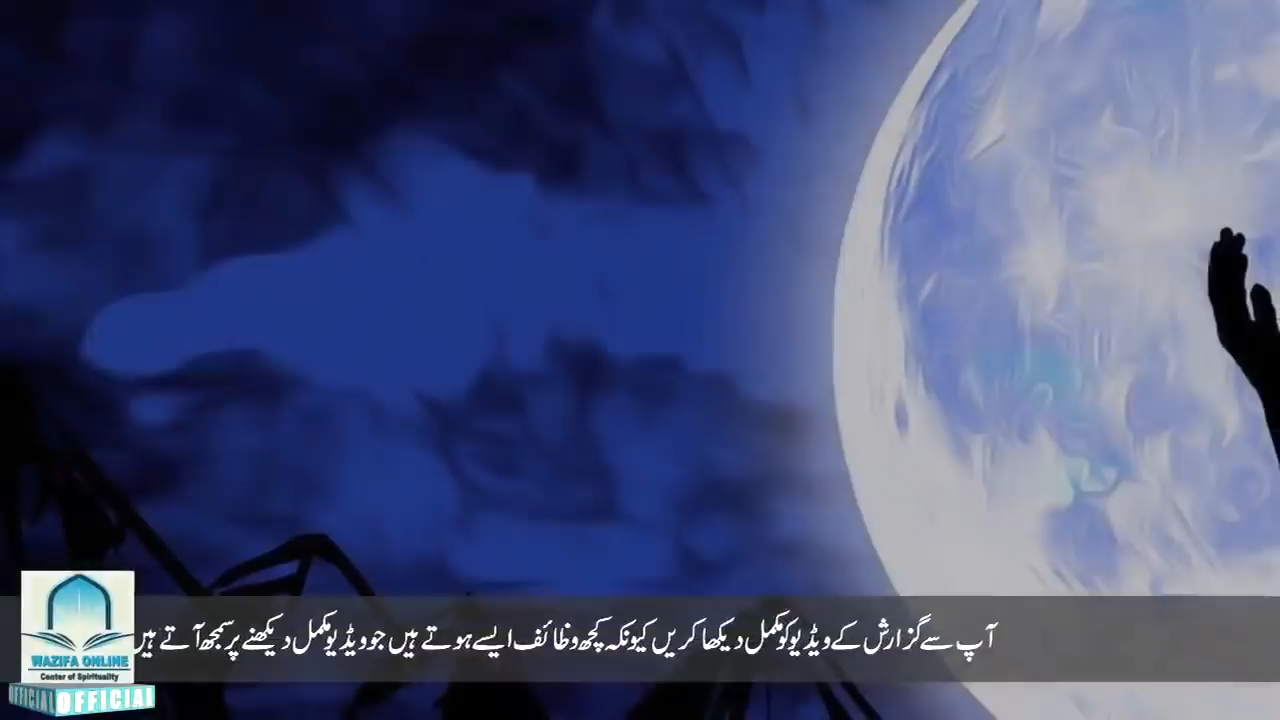 آپ سے گزارش کے ویڈیو کو مکمل دیکھا کریں کیونکہ کچھ وظائف ایسے ہوتے ہیں جو ویڈیو مکمل دیکھنے پر سمجھ آتے ہیں
WAZIFA ONLINE
Center of Spirituality
OFFICIAL OFFICIAL